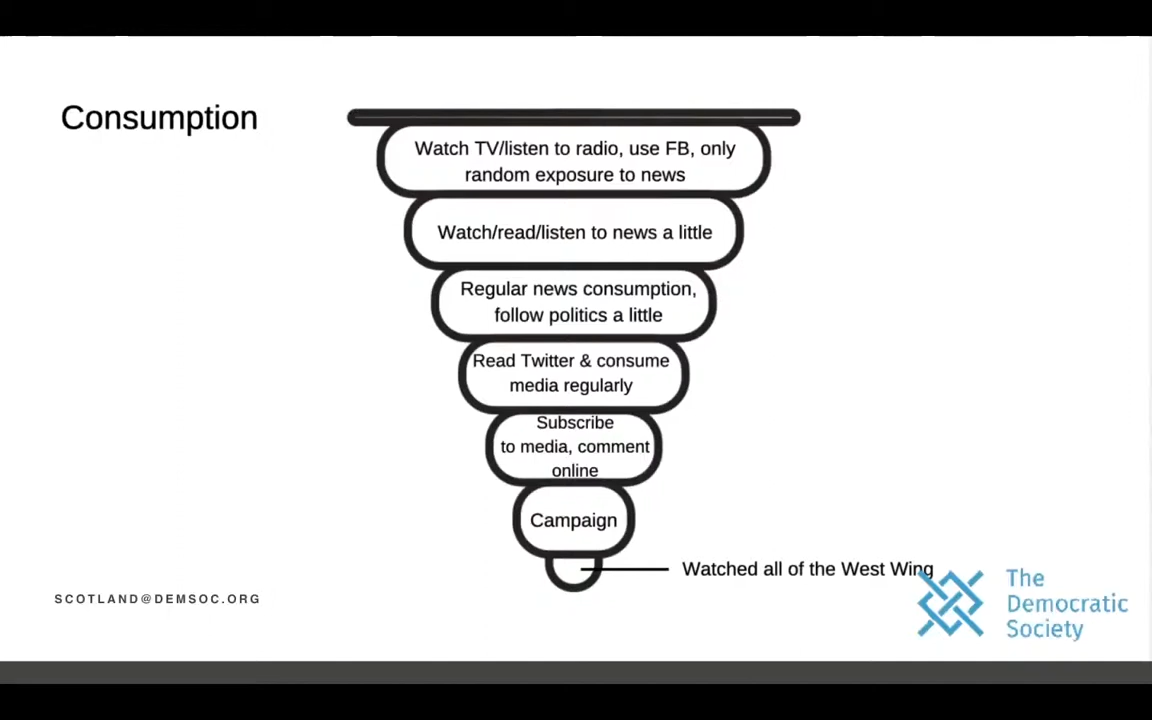 Consumption
Watch TV/listen to radio, use FB, only
random exposure to news
Watch/read/listen to news a little
Regular news consumption,
follow politics a little
Read Twitter & consume
media regularly
Subscribe
to media, comment
online
Campaign
Watched all of the West Wing
SCOTLAND@DEMSOC.ORG
The
Democratic
Society